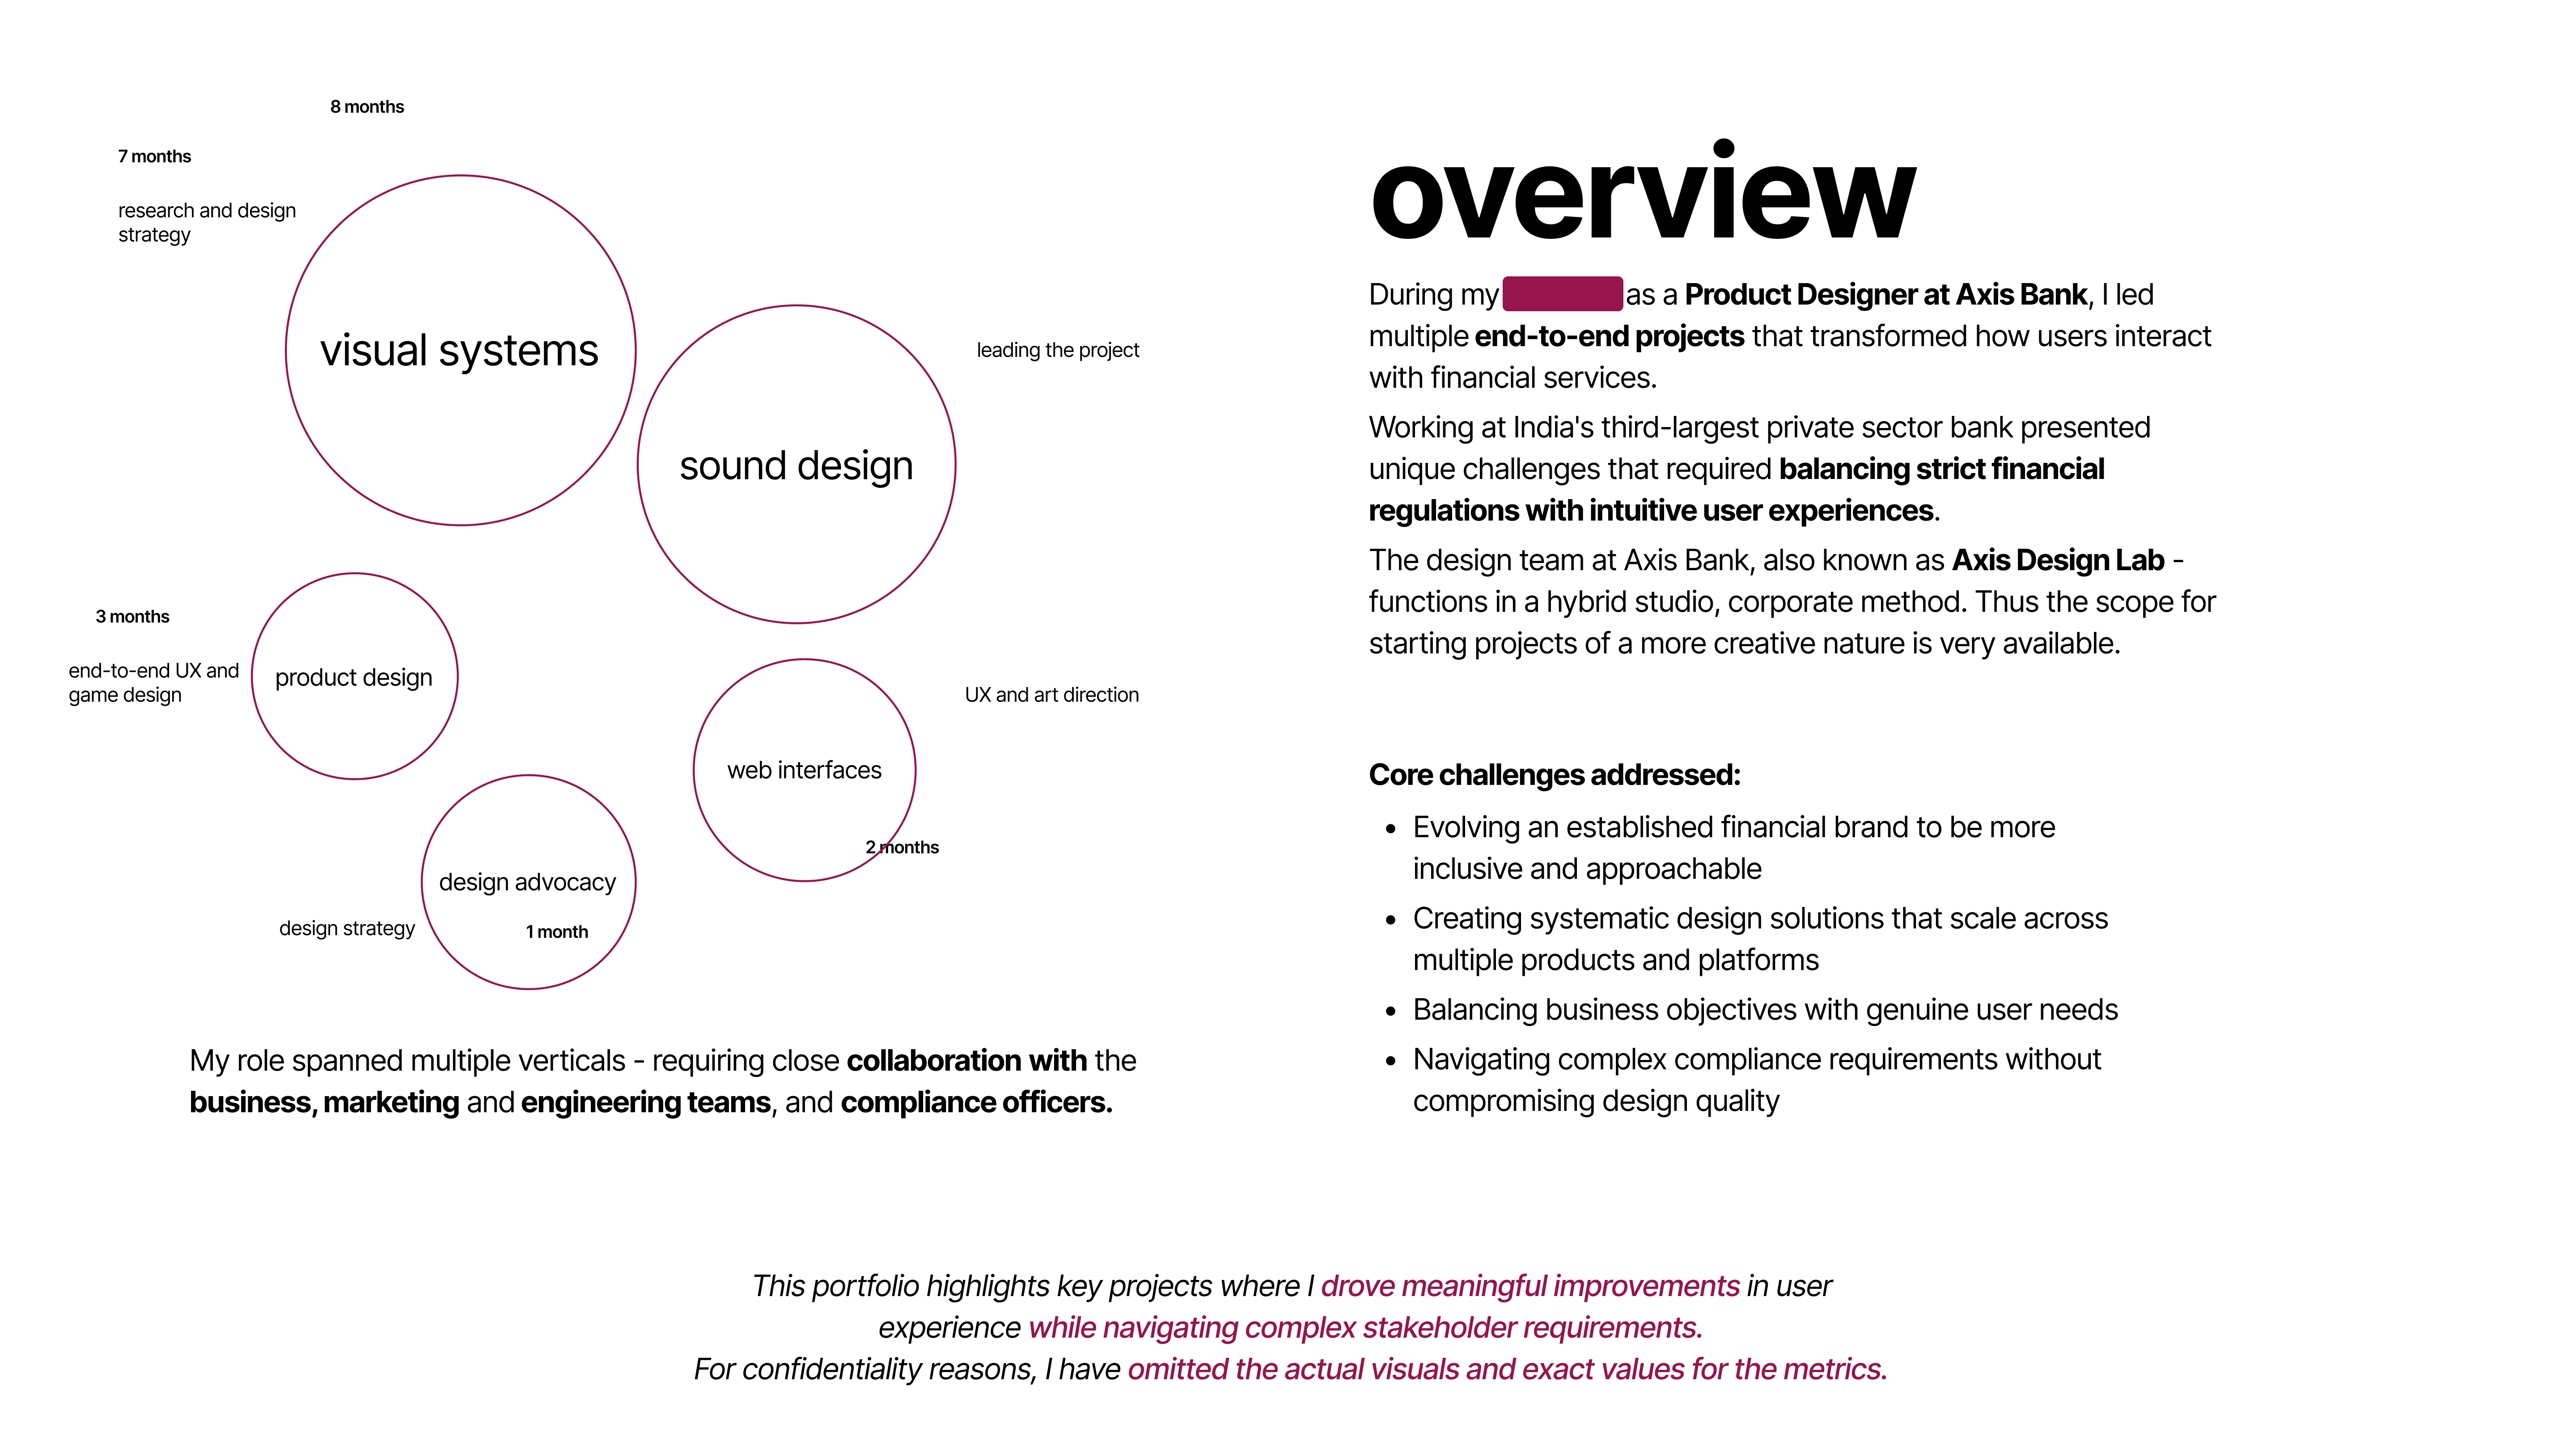 8 months
7 months
research and design
strategy
visual systems
sound design
leading the project
3 months
end-to-end UX and
game design
product design
UX and art direction
web interfaces
2 months
design advocacy
design strategy
1 month
My role spanned multiple verticals - requiring close collaboration with the
business, marketing and engineering teams, and compliance officers.
overview
During my as a Product Designer at Axis Bank, I led
multiple end-to-end projects that transformed how users interact
with financial services.
Working at India's third-largest private sector bank presented
unique challenges that required balancing strict financial
regulations with intuitive user experiences.
The design team at Axis Bank, also known as Axis Design Lab -
functions in a hybrid studio, corporate method. Thus the scope for
starting projects of a more creative nature is very available.
Core challenges addressed:
• Evolving an established financial brand to be more
inclusive and approachable
• Creating systematic design solutions that scale across
multiple products and platforms
• Balancing business objectives with genuine user needs
• Navigating complex compliance requirements without
compromising design quality
This portfolio highlights key projects where I drove meaningful improvements in user
experience while navigating complex stakeholder requirements.
For confidentiality reasons, I have omitted the actual visuals and exact values for the metrics.